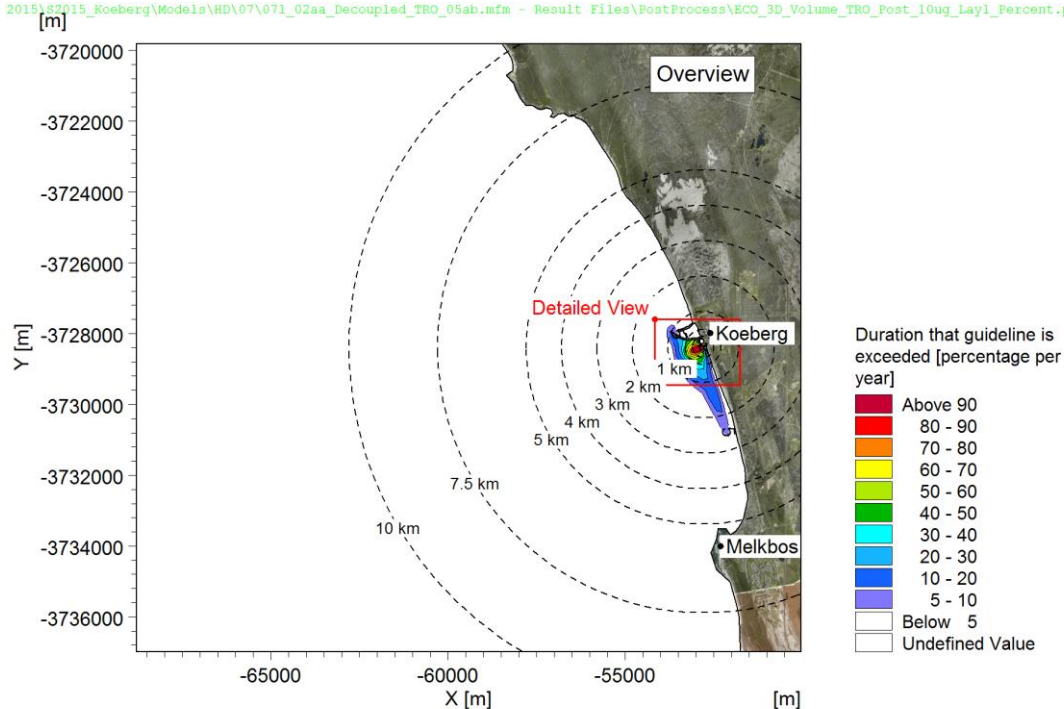 2015\S2015_Koeberg\Models\HD\07\071_02aa_Decoupled_TRO_05ab.mfm - Result Files\PostProcess\ECO_3D_Volume_TRO_Post_10ug_Lay1_Percent.p
[m]
-3720000
-3722000
-3724000
-3726000
-3728000
-3730000
-3732000
-3734000
-3736000
Y [m]
Overview
Detailed View
Koeberg
1 km
2 km
3 km
4 km
5 km
7.5 km
10 km
Melkbos
-65000
-60000
-55000
X [m]
[m]
Duration that guideline is
exceeded [percentage per
year]
Above 90
80 - 90
70 - 80
60 - 70
50 - 60
40 - 50
30 - 40
20 - 30
10 - 20
5 - 10
Below 5
Undefined Value